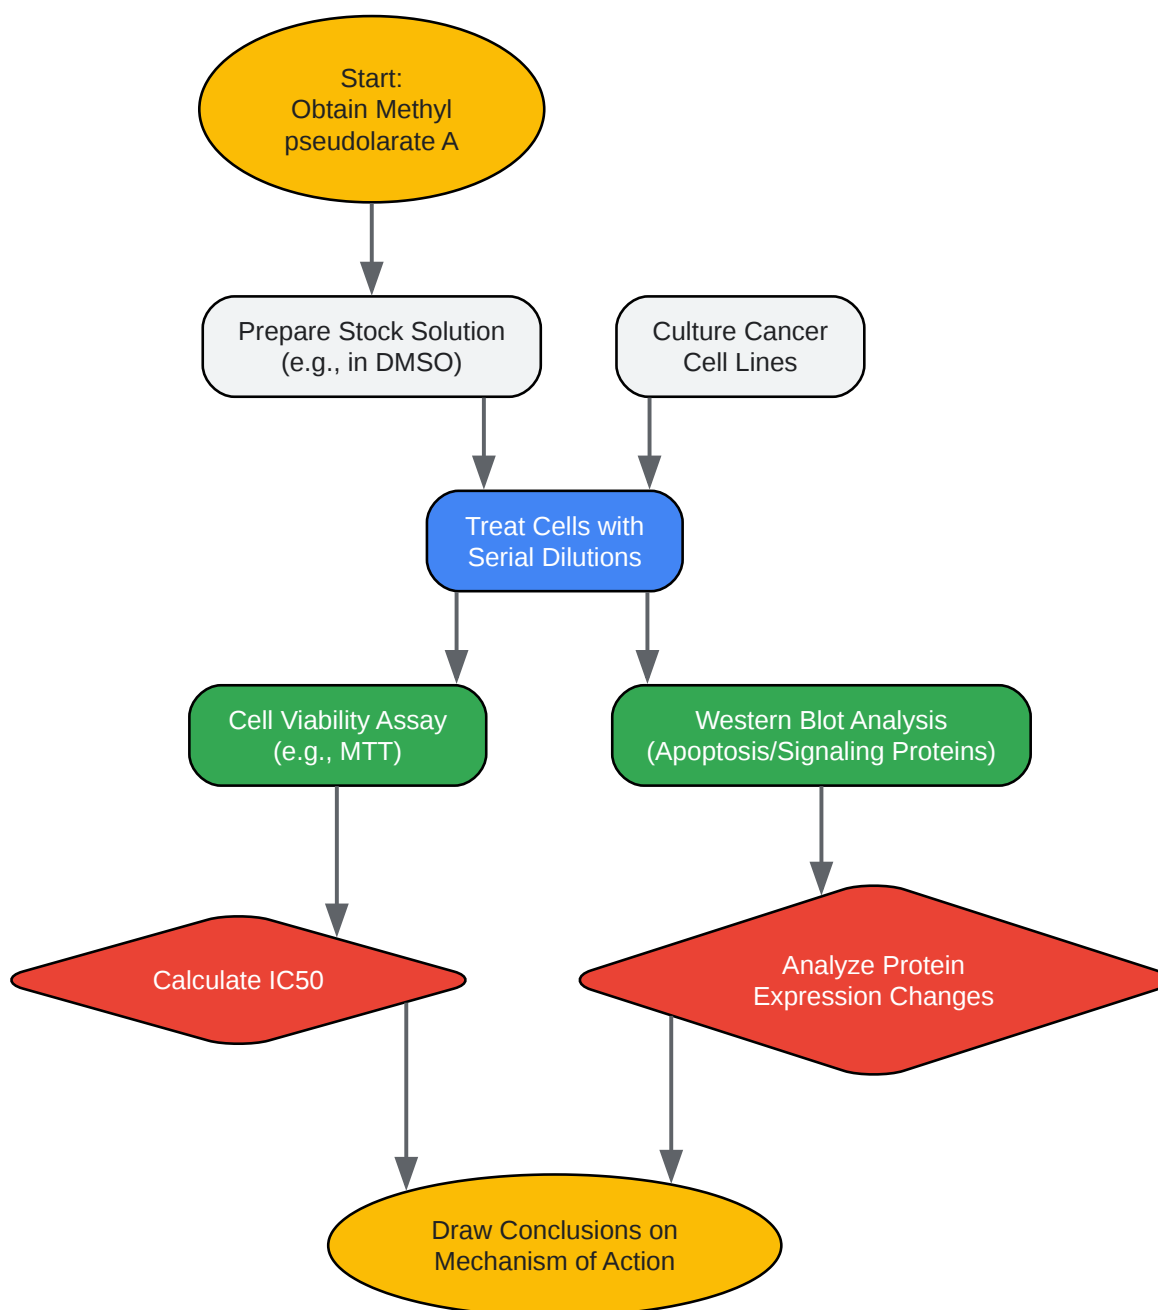 Start:
Obtain Methyl
pseudolarate A
Prepare Stock Solution
(e.g., in DMSO)
Culture Cancer
Cell Lines
Treat Cells with
Serial Dilutions
Cell Viability Assay
(e.g., MTT)
Western Blot Analysis
(Apoptosis/Signaling Proteins)
Calculate IC50
Analyze Protein
Expression Changes
Draw Conclusions on
Mechanism of Action